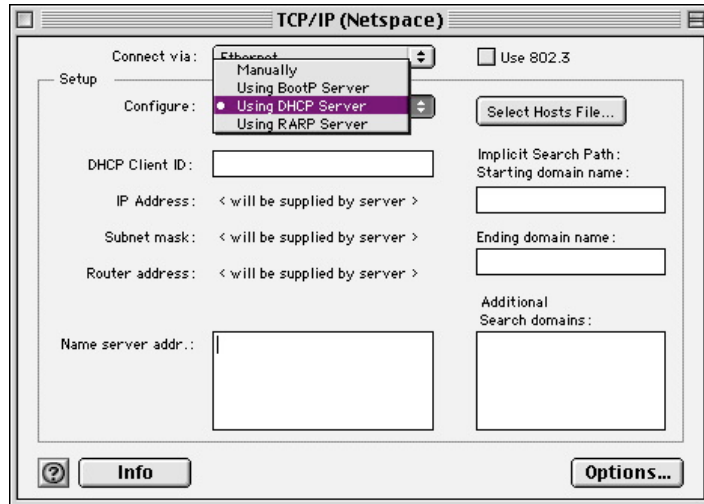 TCP/IP (Netspace)
Connect via: Ethernet
Use 802.3
Setup
Configure:
Manually
Using BootP Server
Using DHCP Server
Using RARP Server
Select Hosts File...
DHCP Client ID:
Implicit Search Path:
Starting domain name:
IP Address: < will be supplied by server >
Subnet mask: < will be supplied by server >
Ending domain name:
Router address: < will be supplied by server >
Additional
Search domains:
Name server addr.:
?
Info
Options...